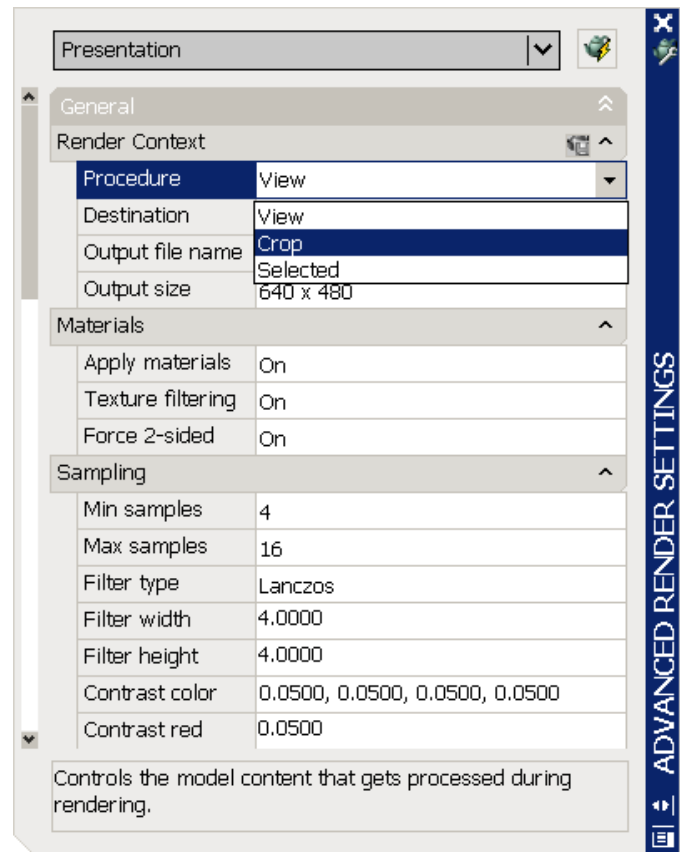 Presentation
General
Render Context
Procedure View
Destination View
Crop
Output file name
Selected
Output size 640 x 480
Materials
Apply materials On
Texture filtering On
Force 2-sided On
Sampling
Min samples 4
Max samples 16
Filter type Lanczos
Filter width 4.0000
Filter height 4.0000
Contrast color 0.0500, 0.0500, 0.0500, 0.0500
Contrast red 0.0500
Controls the model content that gets processed during
rendering.
ADVANCED RENDER SETTINGS